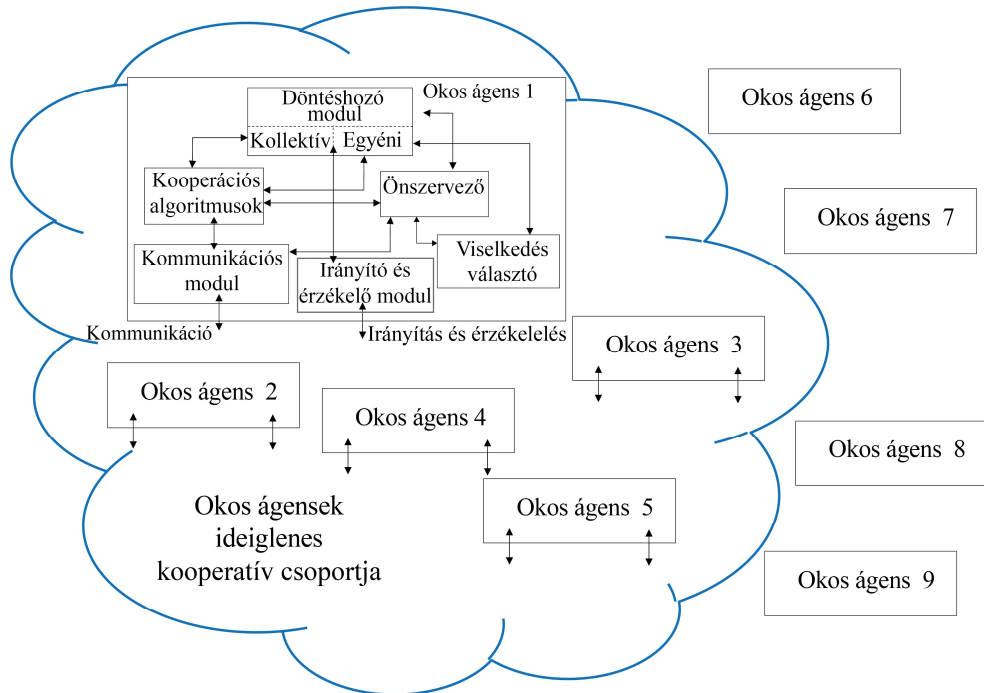 Okos ágens 1
Döntéshozó
modul
Kollektív
Egyéni
Kooperációs
algoritmusok
Önszervező
Kommunikációs
modul
Irányító és
érzékelő modul
Viselkedés
választó
Kommunikáció
Irányítás és érzékelelés
Okos ágens 2
Okos ágens 4
Okos ágens 3
Okos ágens 5
Okos ágensek
ideiglenes
kooperatív csoportja
Okos ágens 6
Okos ágens 7
Okos ágens 8
Okos ágens 9